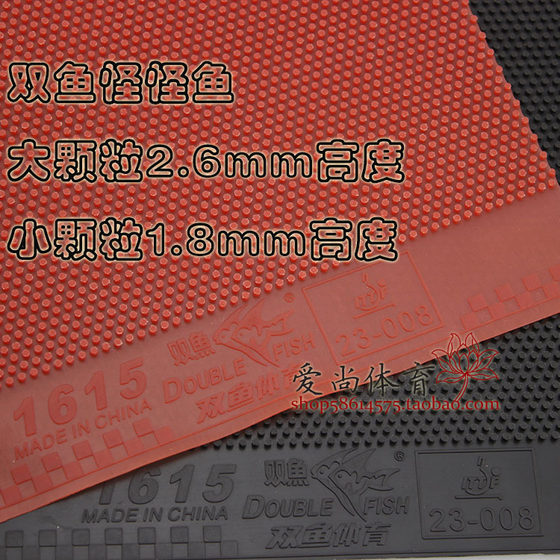 双鱼怪怪鱼
大颗粒2.6mm高度
小颗粒1.8mm高度
1615
MADE IN CHINA
双魚
DOUBLE FISH
双鱼体育
23-008
爱尚体育
shop58614575.taobao.com
1615
MADE IN CHINA
双魚
®
DOUBLE FISH
双鱼体育
23-008